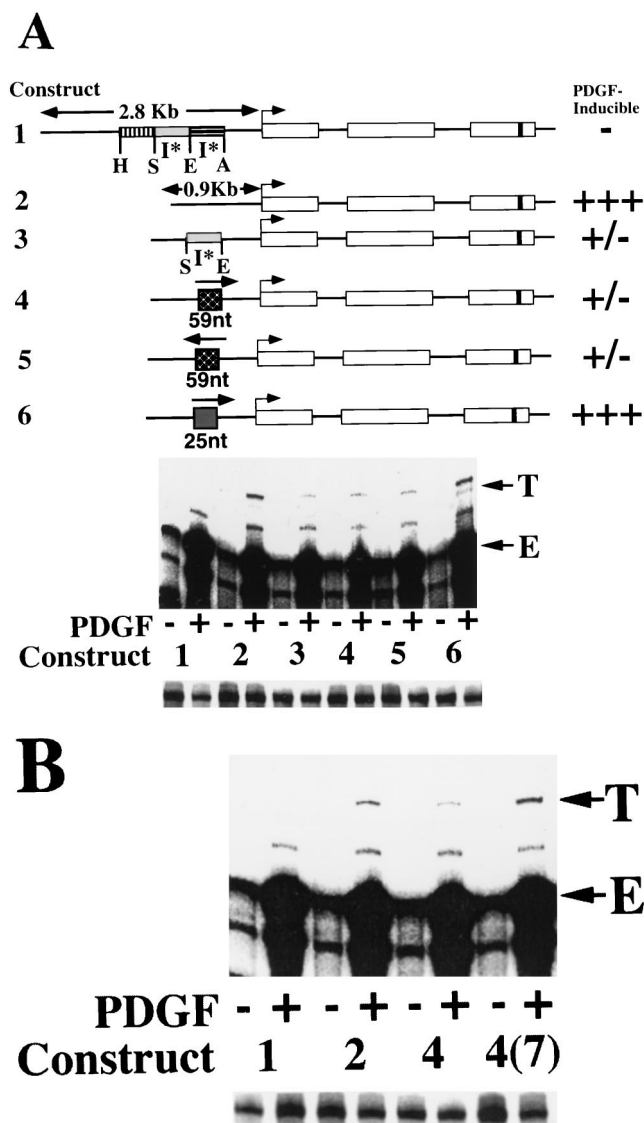 A
Construct
PDGF-
Inducible
2.8 Kb
1
-
I* I*
H S E A
2
0.9Kb
+++
3
+/-
S I* E
4
59nt
+/-
5
59nt
+/-
6
25nt
+++
T
E
PDGF - + - + - + - + - + - +
Construct 1 2 3 4 5 6
B
T
E
PDGF - + - + - + - +
Construct 1 2 4 4(7)